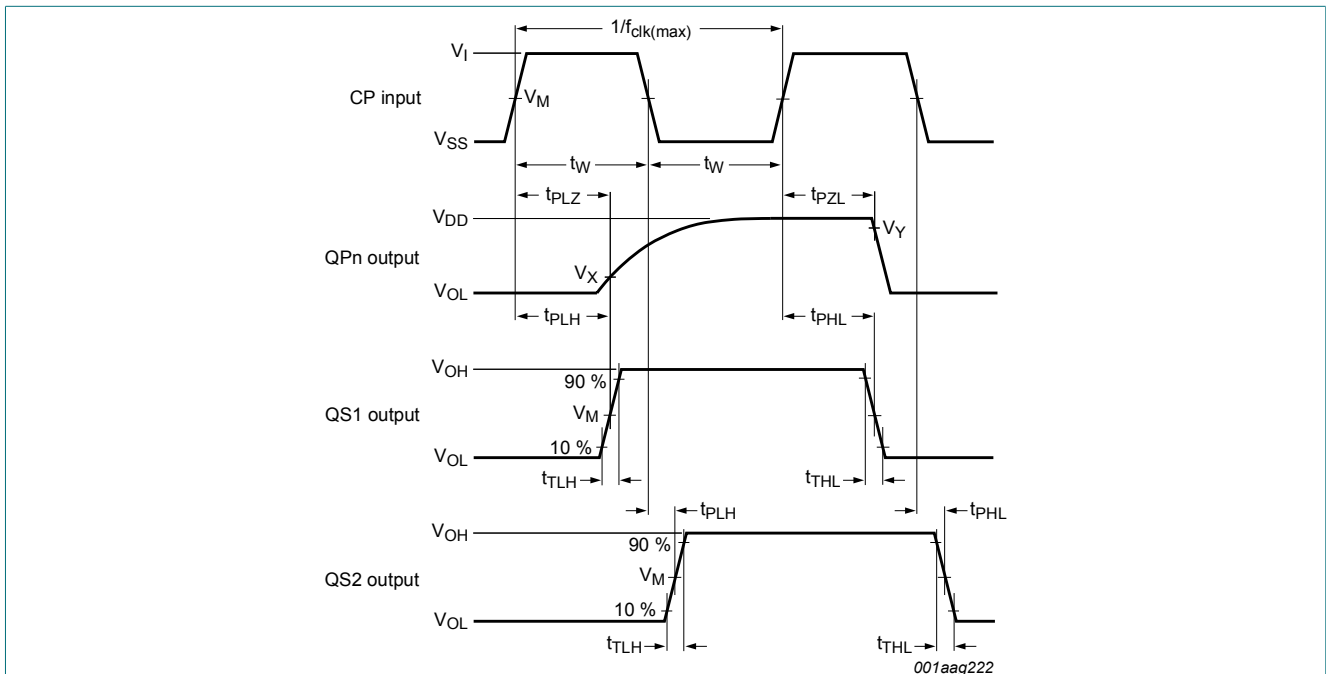 1/fclk(max)
VI
CP input
VM
VSS
tW
tW
tPLZ
tPZL
VDD
QPn output
VY
VX
VOL
tPLH
tPHL
VOH
90 %
QS1 output
VM
10 %
VOL
tTLH
tTHL
tPLH
tPHL
VOH
90 %
QS2 output
VM
10 %
VOL
tTLH
tTHL
001aag222